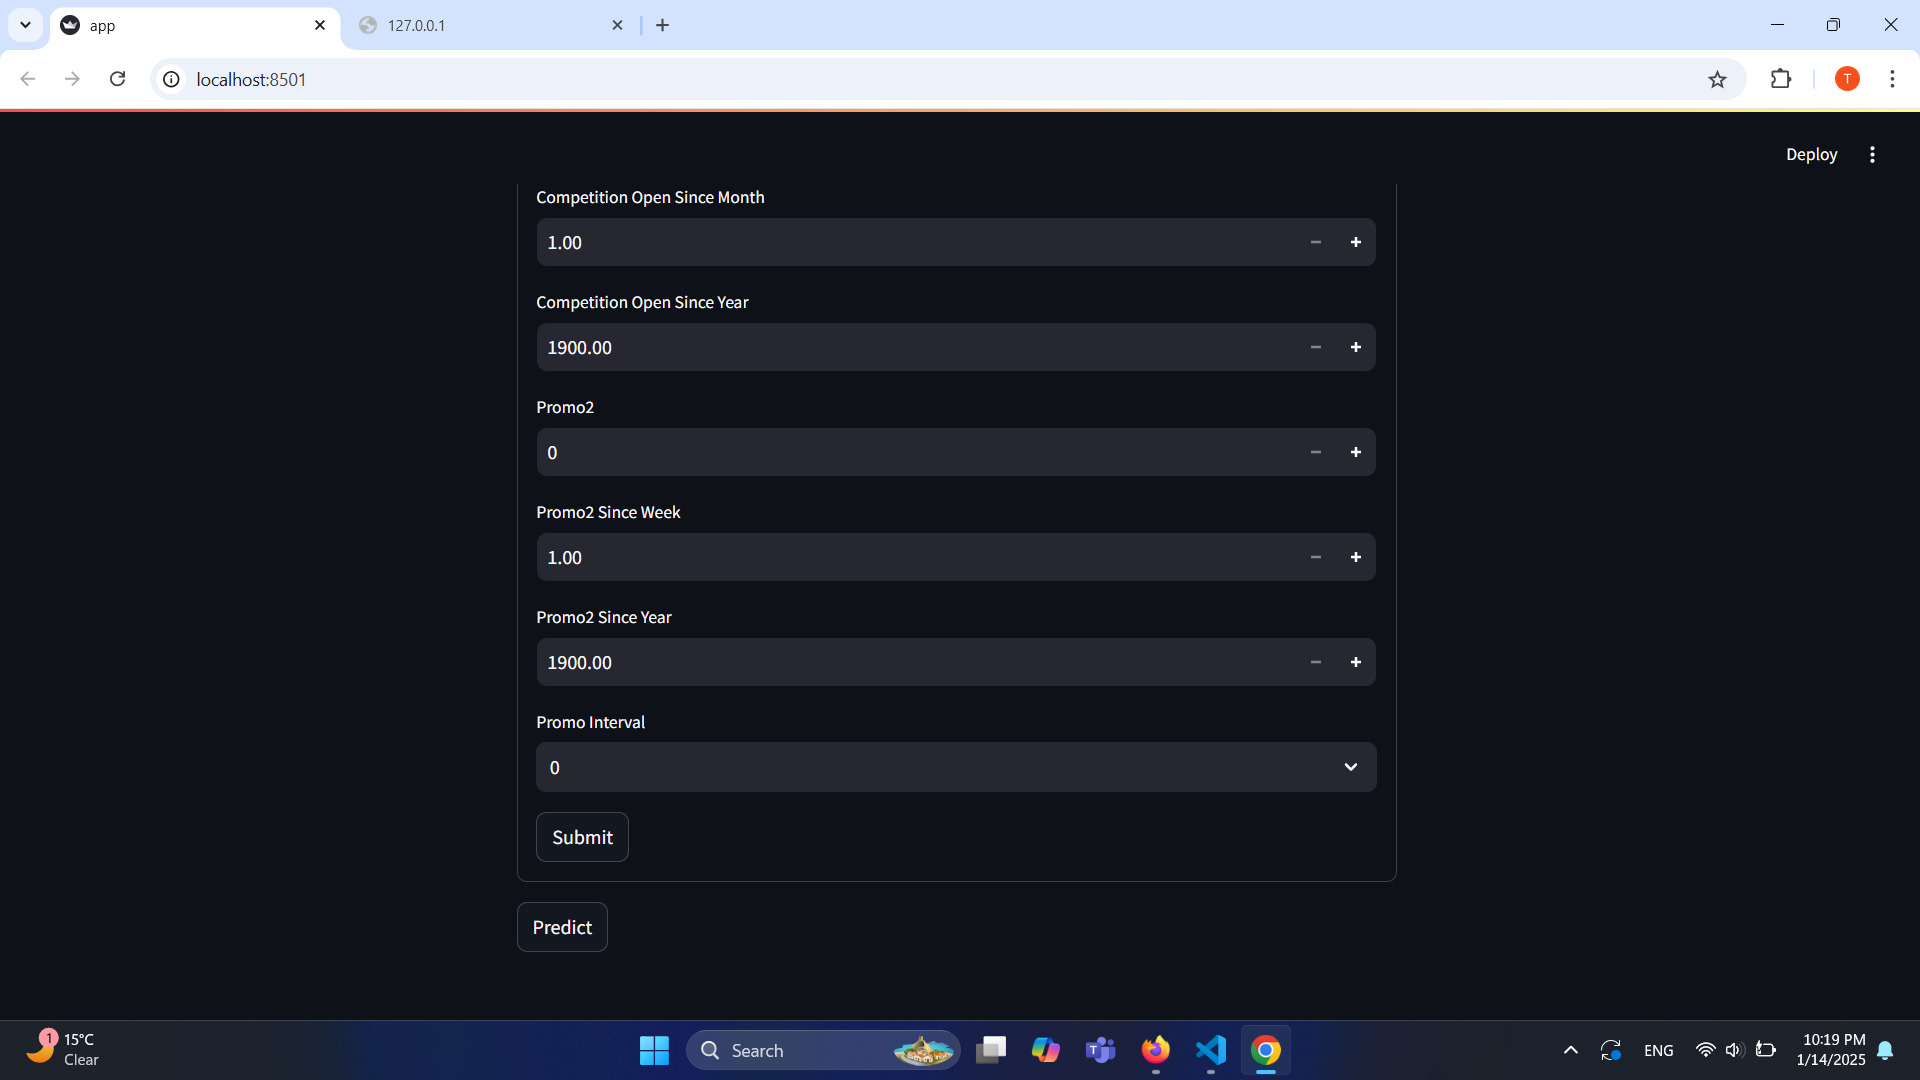 app
127.0.0.1
localhost:8501
T
Deploy
Competition Open Since Month
1.00
Competition Open Since Year
1900.00
Promo2
0
Promo2 Since Week
1.00
Promo2 Since Year
1900.00
Promo Interval
0
Submit
Predict
1
15°C
Clear
Search
T
ENG
10:19 PM
1/14/2025